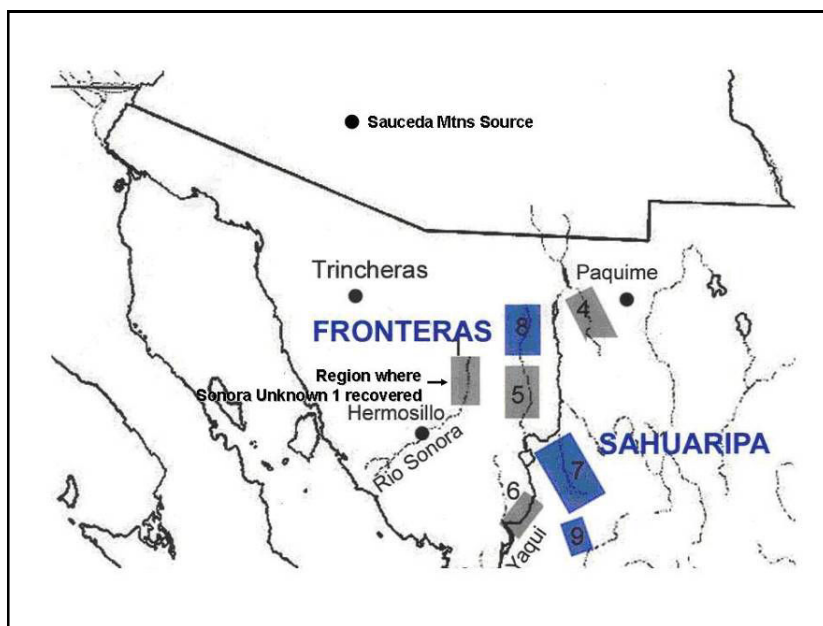 Sauceda Mtns Source
Paquime
Trincheras
4
FRONTERAS
8
Region where
Sonora Unknown 1 recovered
5
Hermosillo
SAHUARIPA
Rio Sonora
7
6
Yaqui
9